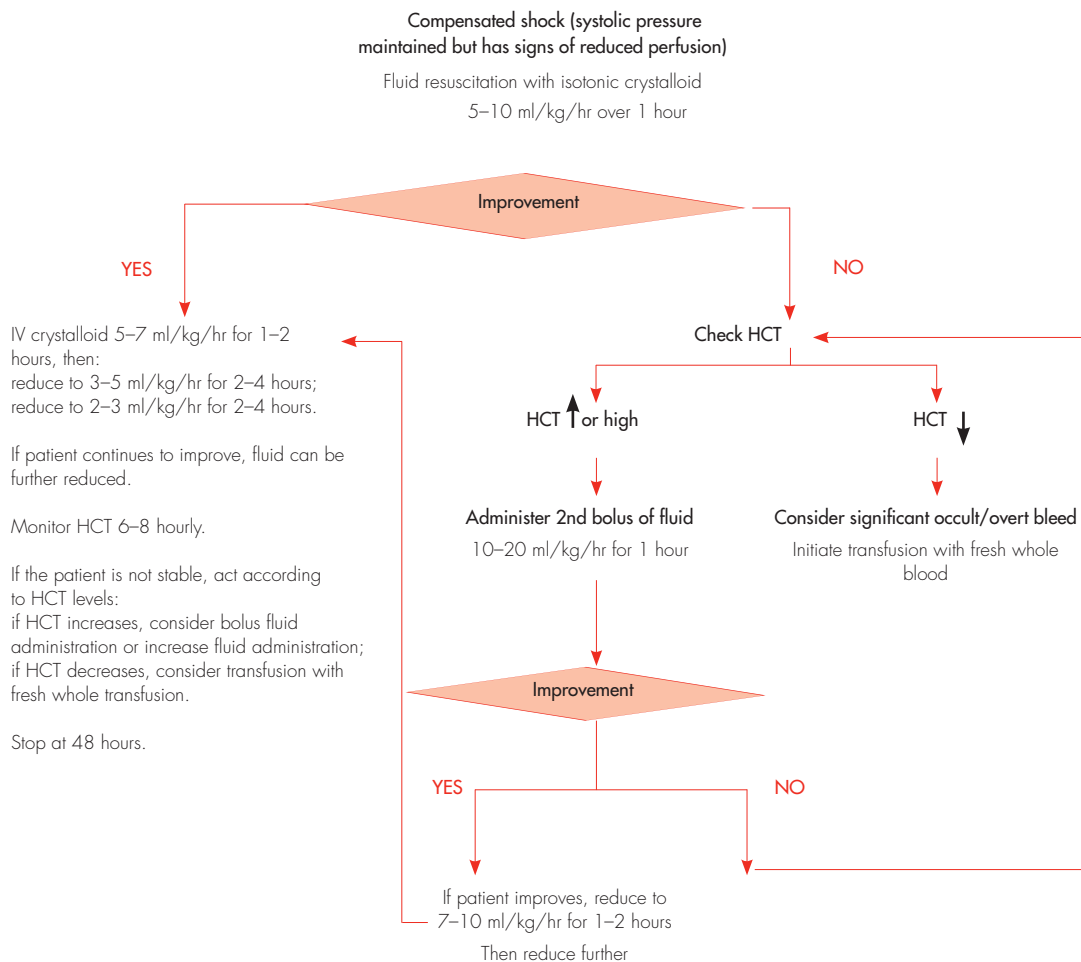 Compensated shock (systolic pressure
maintained but has signs of reduced perfusion)
Fluid resuscitation with isotonic crystalloid
5–10 ml/kg/hr over 1 hour
Improvement
YES
NO
IV crystalloid 5–7 ml/kg/hr for 1–2
hours, then:
reduce to 3–5 ml/kg/hr for 2–4 hours;
reduce to 2–3 ml/kg/hr for 2–4 hours.
If patient continues to improve, fluid can be
further reduced.
Monitor HCT 6–8 hourly.
If the patient is not stable, act according
to HCT levels:
if HCT increases, consider bolus fluid
administration or increase fluid administration;
if HCT decreases, consider transfusion with
fresh whole transfusion.
Stop at 48 hours.
Check HCT
HCT ↑ or high
HCT ↓
Administer 2nd bolus of fluid
10–20 ml/kg/hr for 1 hour
Consider significant occult/overt bleed
Initiate transfusion with fresh whole
blood
Improvement
YES
NO
If patient improves, reduce to
7–10 ml/kg/hr for 1–2 hours
Then reduce further